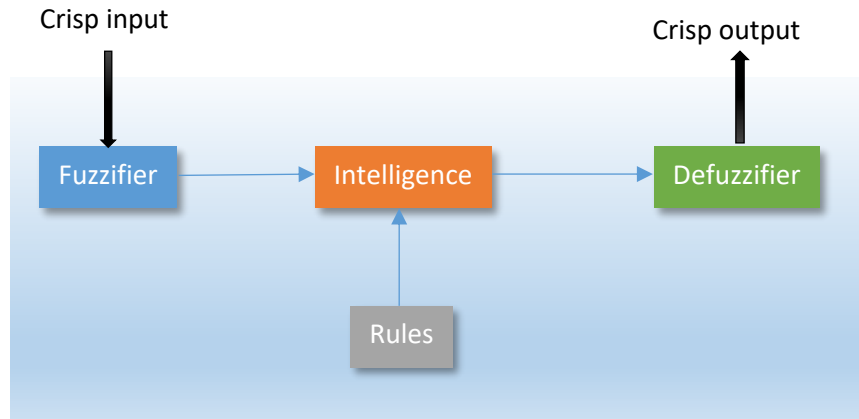 Crisp input
Crisp output
Fuzzifier
Intelligence
Defuzzifier
Rules